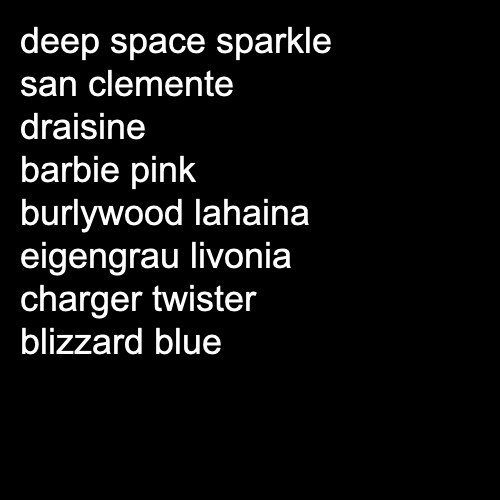 deep space sparkle
san clemente
draisine
barbie pink
burlywood lahaina
eigengrau livonia
charger twister
blizzard blue